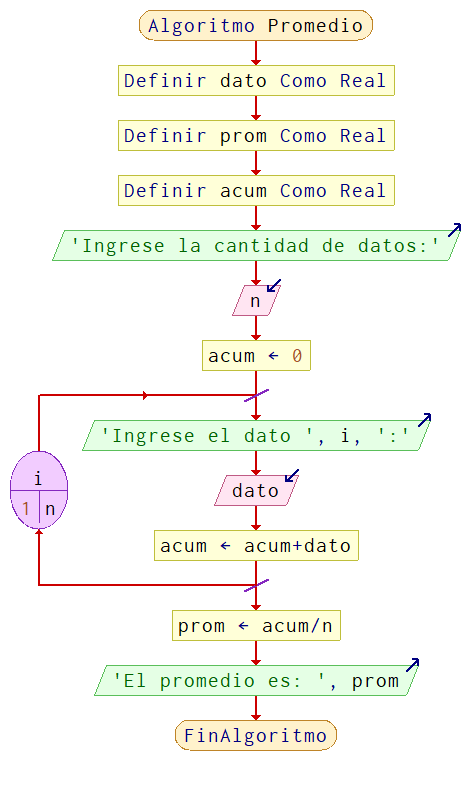 Algoritmo Promedio
Definir dato Como Real
Definir prom Como Real
Definir acum Como Real
'Ingrese la cantidad de datos:'
n
acum ← 0
'Ingrese el dato ', i, ':'
i
1 n
dato
acum ← acum+dato
prom ← acum/n
'El promedio es: ', prom
FinAlgoritmo